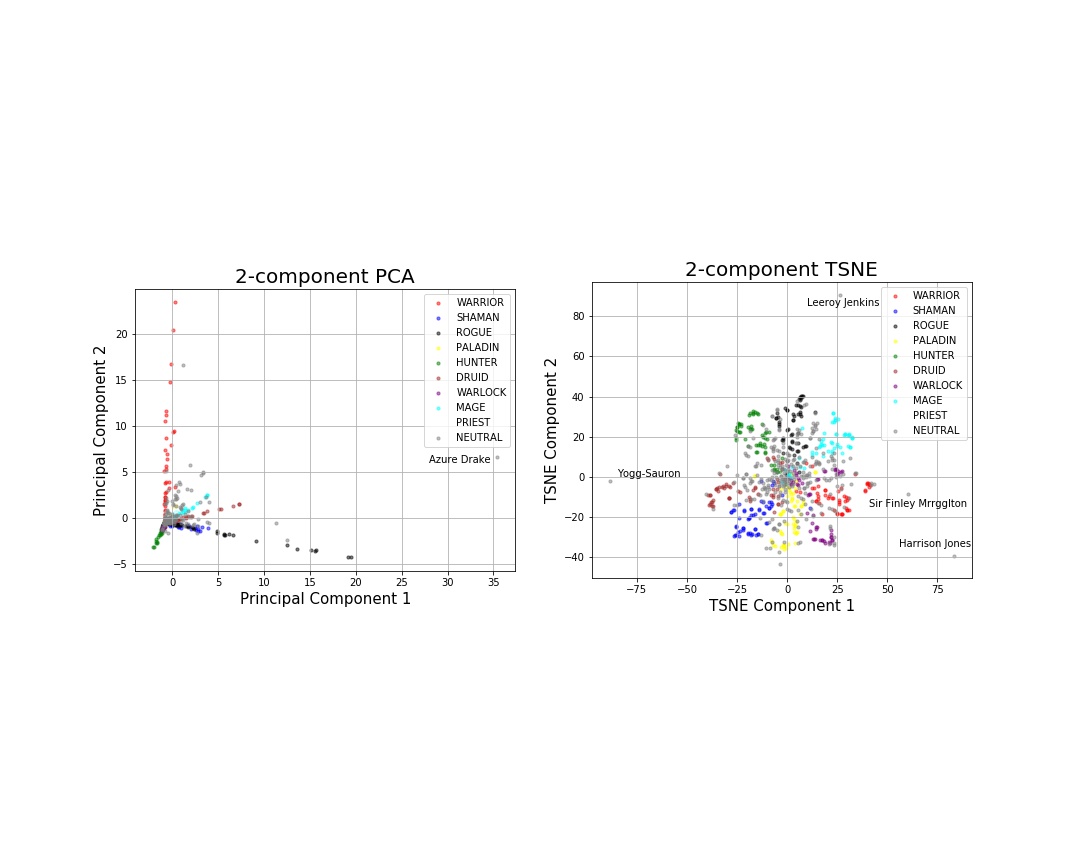 2-component PCA
Principal Component 2
20
15
10
5
0
−5
WARRIOR
SHAMAN
ROGUE
PALADIN
HUNTER
DRUID
WARLOCK
MAGE
PRIEST
NEUTRAL
Azure Drake
0
5
10
15
20
25
30
35
Principal Component 1
2-component TSNE
TSNE Component 2
80
60
40
20
0
−20
−40
Leeroy Jenkins
WARRIOR
SHAMAN
ROGUE
PALADIN
HUNTER
DRUID
WARLOCK
MAGE
PRIEST
NEUTRAL
Yogg-Sauron
Sir Finley Mrrgglton
Harrison Jones
−75
−50
−25
0
25
50
75
TSNE Component 1